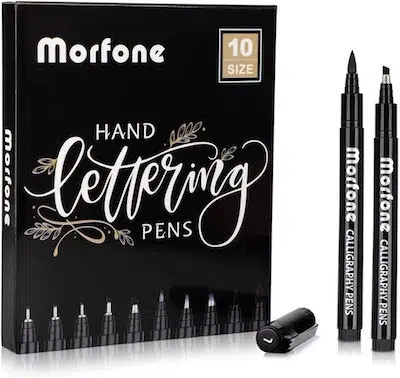 Morfone
10
SIZE
Morfone
HAND
lettering
PENS
Morfone
CALLIGRAPHY PENS
Morfone
CALLIGRAPHY PENS